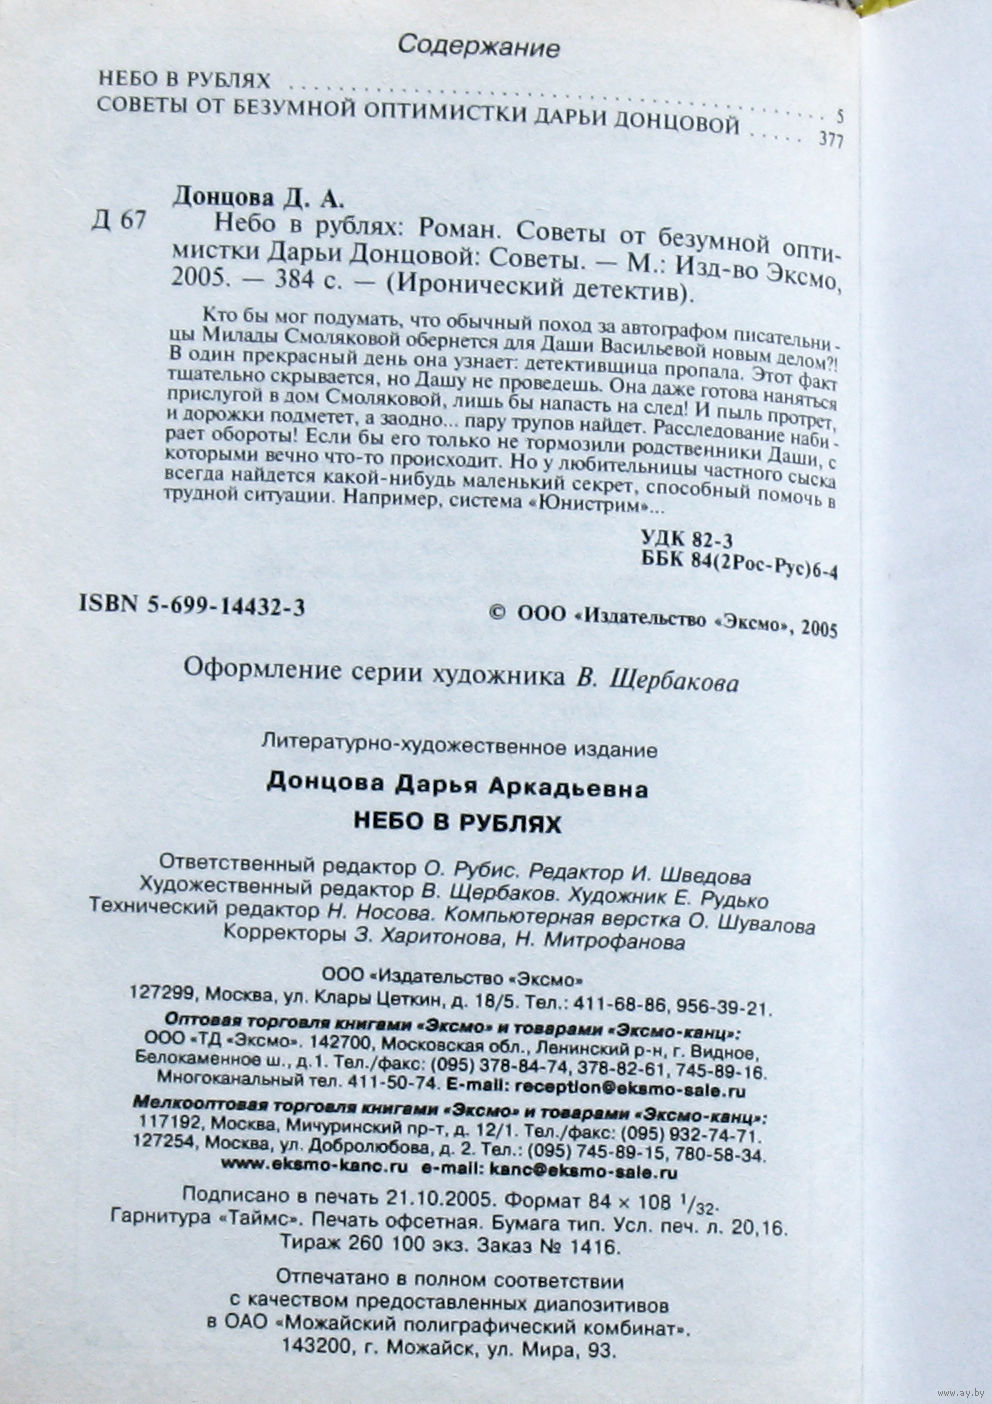 Содержание
НЕБО В РУБЛЯХ ........................................ 5
СОВЕТЫ ОТ БЕЗУМНОЙ ОПТИМИСТКИ ДАРЬИ ДОНЦОВОЙ ..... 377
Донцова Д. А.
Д 67 Небо в рублях: Роман. Советы от безумной опти-
мистки Дарьи Донцовой: Советы. — М.: Изд-во Эксмо,
2005. — 384 с. — (Иронический детектив).
Кто бы мог подумать, что обычный поход за автографом писательни-
цы Милады Смоляковой обернется для Даши Васильевой новым делом?!
В один прекрасный день она узнает: детективщица пропала. Этот факт
тщательно скрывается, но Дашу не проведешь. Она даже готова наняться
прислугой в дом Смоляковой, лишь бы напасть на след! И пыль протрет,
и дорожки подметет, а заодно... пару трупов найдет. Расследование наби-
рает обороты! Если бы его только не тормозили родственники Даши, с
которыми вечно что-то происходит. Но у любительницы частного сыска
всегда найдется какой-нибудь маленький секрет, способный помочь в
трудной ситуации. Например, система «Юнистрим»...
УДК 82-3
ББК 84(2Рос-Рус)6-4
ISBN 5-699-14432-3 © ООО «Издательство «Эксмо», 2005
Оформление серии художника В. Щербакова
Литературно-художественное издание
Донцова Дарья Аркадьевна
НЕБО В РУБЛЯХ
Ответственный редактор О. Рубис. Редактор И. Шведова
Художественный редактор В. Щербаков. Художник Е. Рудько
Технический редактор Н. Носова. Компьютерная верстка О. Шувалова
Корректоры З. Харитонова, Н. Митрофанова
ООО «Издательство «Эксмо»
127299, Москва, ул. Клары Цеткин, д. 18/5. Тел.: 411-68-86, 956-39-21.
Оптовая торговля книгами «Эксмо» и товарами «Эксмо-канц»:
ООО «ТД «Эксмо». 142700, Московская обл., Ленинский р-н, г. Видное,
Белокаменное ш., д.1. Тел./факс: (095) 378-84-74, 378-82-61, 745-89-16.
Многоканальный тел. 411-50-74. E-mail: reception@eksmo-sale.ru
Мелкооптовая торговля книгами «Эксмо» и товарами «Эксмо-канц»:
117192, Москва, Мичуринский пр-т, д. 12/1. Тел./факс: (095) 932-74-71.
127254, Москва, ул. Добролюбова, д. 2. Тел.: (095) 745-89-15, 780-58-34.
www.eksmo-kanc.ru e-mail: kanc@eksmo-sale.ru
Подписано в печать 21.10.2005. Формат 84 × 108 1/32.
Гарнитура «Таймс». Печать офсетная. Бумага тип. Усл. печ. л. 20,16.
Тираж 260 100 экз. Заказ № 1416.
Отпечатано в полном соответствии
с качеством предоставленных диапозитивов
в ОАО «Можайский полиграфический комбинат».
143200, г. Можайск, ул. Мира, 93.
www.ay.by